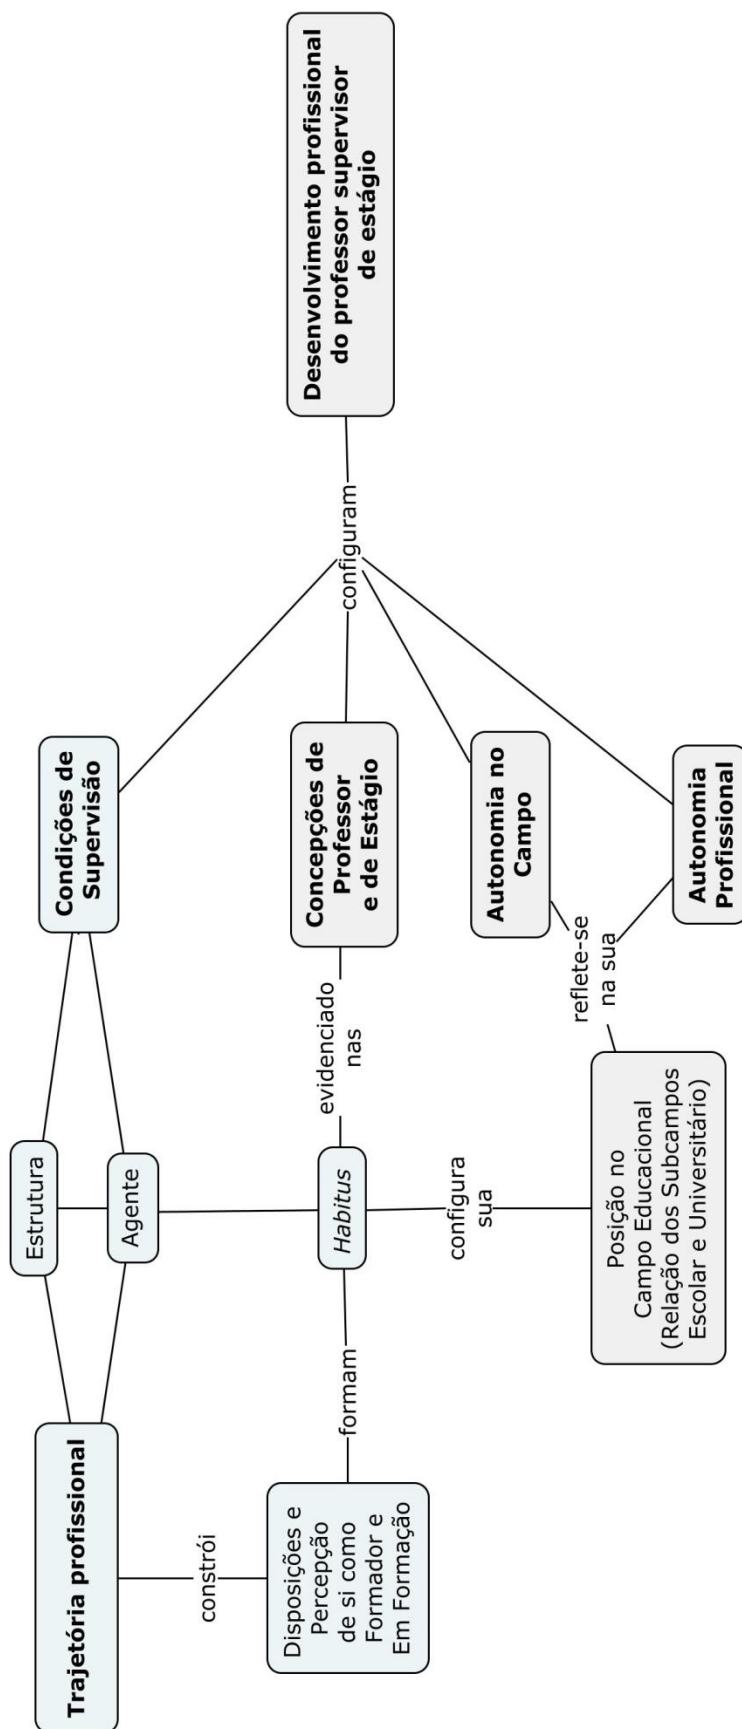 Trajetória profissional
Estrutura
Agente
Condições de
Supervisão
constrói
Disposições e
Percepção
de si como
Formador e
Em Formação
formam
Habitus
evidenciado
nas
Concepções de
Professor
e de Estágio
configuram
Desenvolvimento profissional
do professor supervisor
de estágio
configura
sua
Posição no
Campo Educacional
(Relação dos Subcampos
Escolar e Universitário)
reflete-se
na sua
Autonomia no
Campo
Autonomia
Profissional